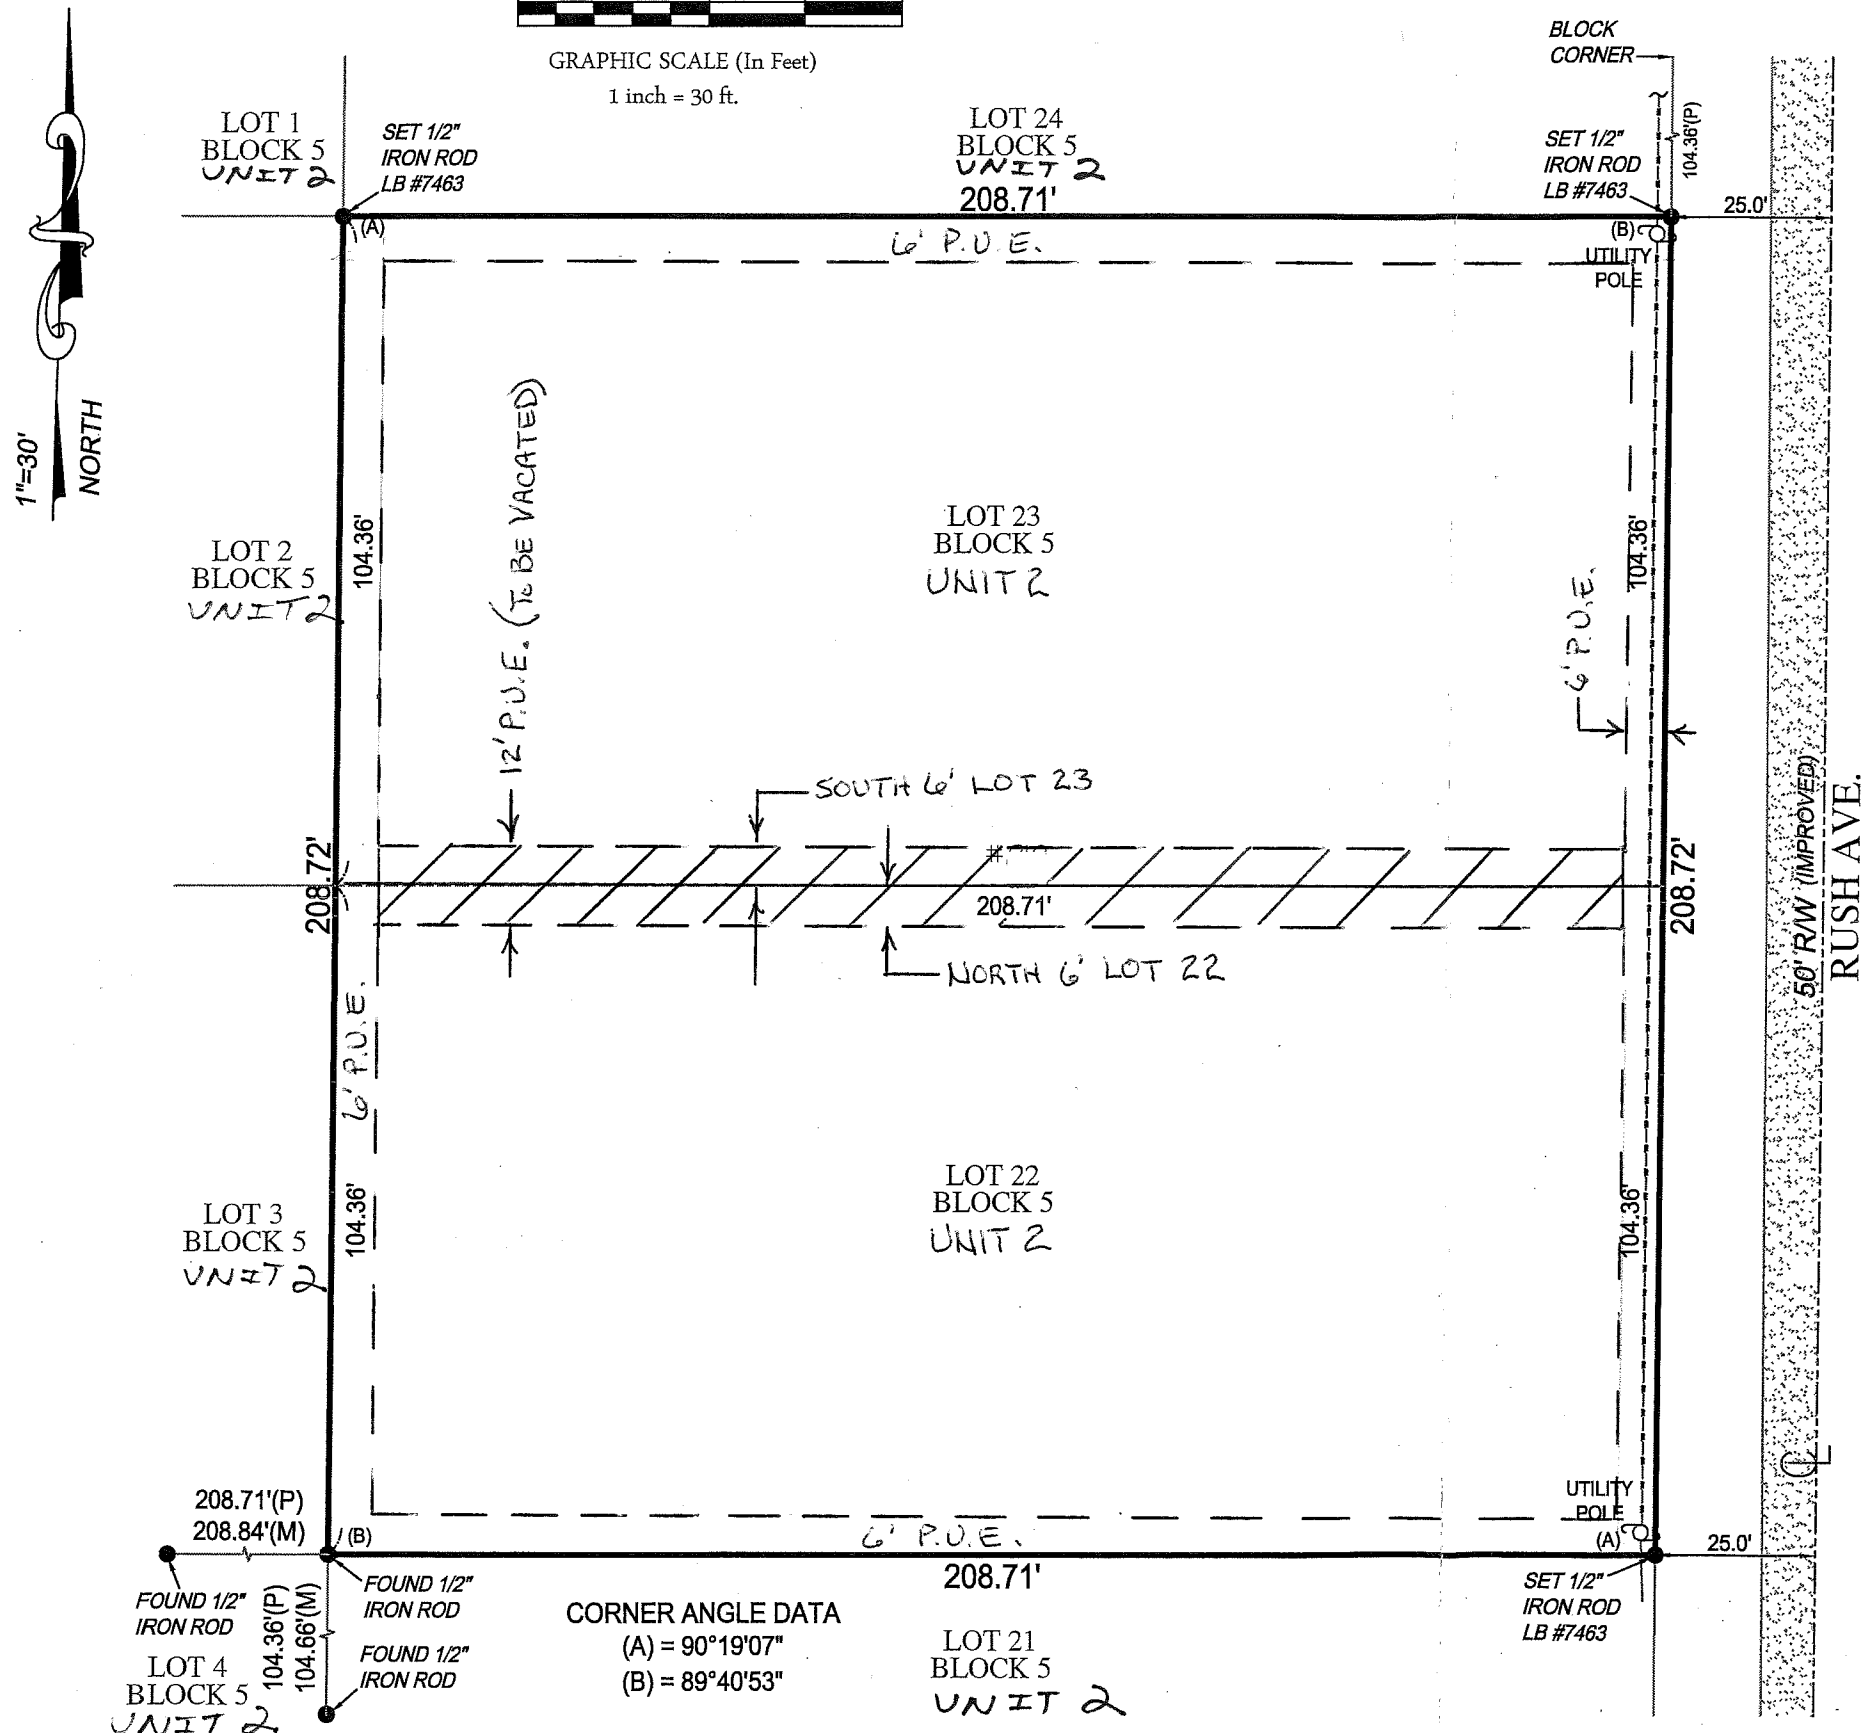 GRAPHIC SCALE (In Feet)
1 inch = 30 ft.
BLOCK
CORNER
LOT 1
BLOCK 5
UNIT 2
SET 1/2"
IRON ROD
LB #7463
LOT 24
BLOCK 5
UNIT 2
208.71'
SET 1/2"
IRON ROD
LB #7463
104.36'(P)
25.0'
(A)
6' P.U.E.
(B)
UTILITY
POLE
1"=30'
NORTH
12' P.U.E. (To BE VACATED)
LOT 2
BLOCK 5
UNIT 2
104.36'
LOT 23
BLOCK 5
UNIT 2
104.36'
6' P.U.E.
SOUTH 6' LOT 23
208.72'
208.71'
208.72'
50' R/W (IMPROVED)
RUSH AVE.
NORTH 6' LOT 22
6' P.U.E.
LOT 3
BLOCK 5
UNIT 2
104.36'
LOT 22
BLOCK 5
UNIT 2
104.36'
CL
208.71'(P)
208.84'(M)
(B)
6' P.U.E.
208.71'
UTILITY
POLE
(A)
25.0'
FOUND 1/2"
IRON ROD
104.36'(P)
104.66'(M)
FOUND 1/2"
IRON ROD
FOUND 1/2"
IRON ROD
CORNER ANGLE DATA
(A) = 90°19'07"
(B) = 89°40'53"
SET 1/2"
IRON ROD
LB #7463
LOT 4
BLOCK 5
UNIT 2
LOT 21
BLOCK 5
UNIT 2